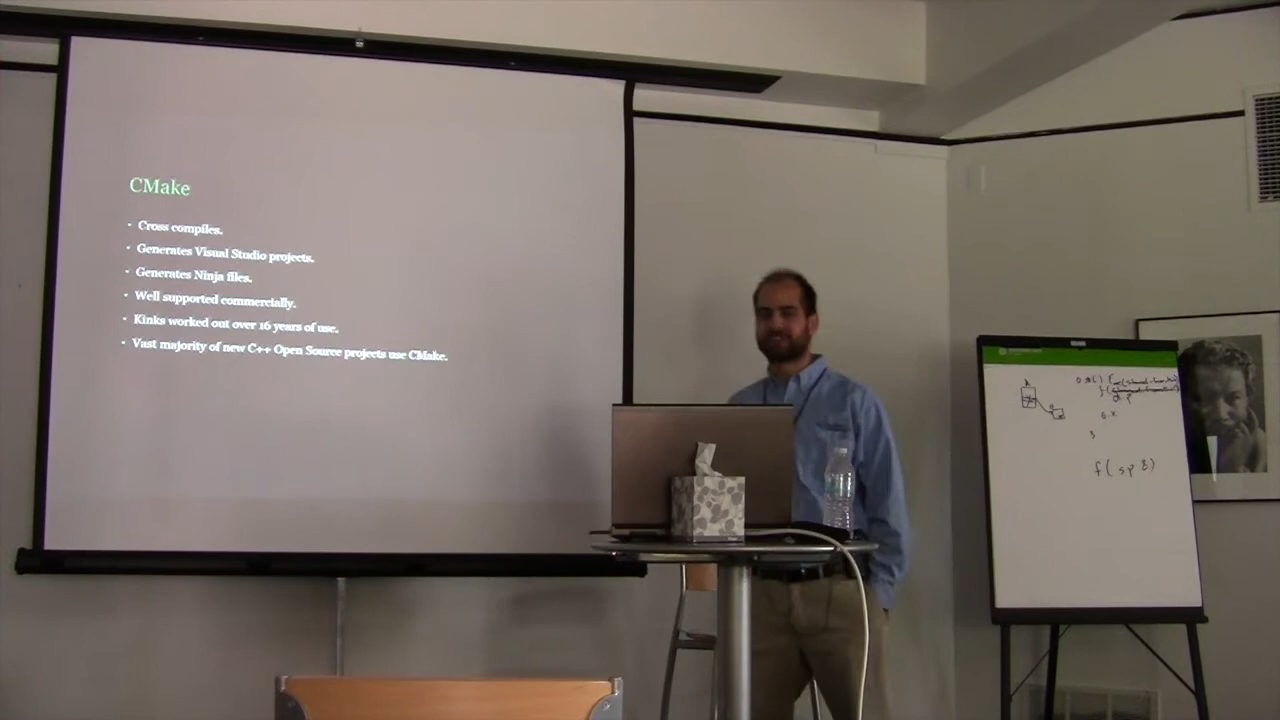 CMake
• Cross compiles.
• Generates Visual Studio projects.
• Generates Ninja files.
• Well supported commercially.
• Kinks worked out over 16 years of use.
• Vast majority of new C++ Open Source projects use CMake.
f( sp &)